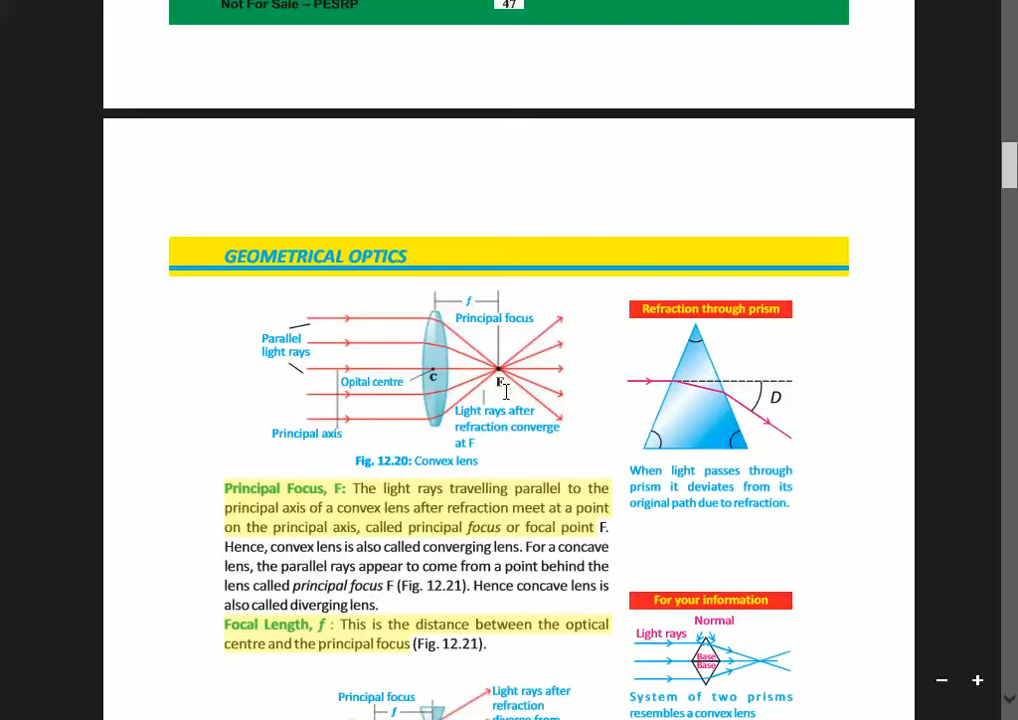 Not For Sale – PESRP
47
GEOMETRICAL OPTICS
f
Principal focus
Parallel
light rays
Opital centre
C
F
Light rays after
refraction converge
at F
Principal axis
Fig. 12.20: Convex lens
Principal Focus, F: The light rays travelling parallel to the
principal axis of a convex lens after refraction meet at a point
on the principal axis, called principal focus or focal point F.
Hence, convex lens is also called converging lens. For a concave
lens, the parallel rays appear to come from a point behind the
lens called principal focus F (Fig. 12.21). Hence concave lens is
also called diverging lens.
Focal Length, f : This is the distance between the optical
centre and the principal focus (Fig. 12.21).
Principal focus
f
Light rays after
refraction
diverge from
Refraction through prism
D
When light passes through
prism it deviates from its
original path due to refraction.
For your information
Normal
Light rays
Base
Base
System of two prisms
resembles a convex lens